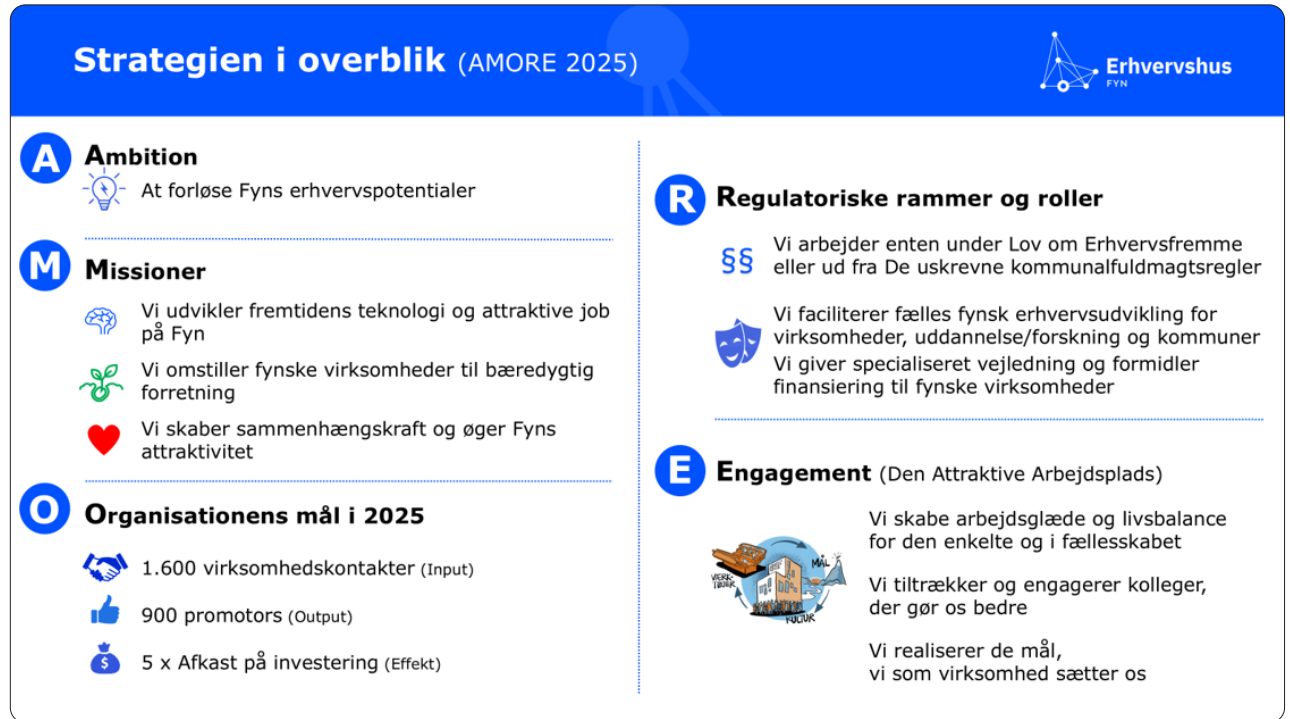 Strategien i overblik (AMORE 2025)
Erhvervshus
FYN
A
Ambition
At forløse Fyns erhvervspotentialer
M
Missioner
Vi udvikler fremtidens teknologi og attraktive job
på Fyn
Vi omstiller fynske virksomheder til bæredygtig
forretning
Vi skaber sammenhængskraft og øger Fyns
attraktivitet
O
Organisationens mål i 2025
1.600 virksomhedskontakter (Input)
900 promotors (Output)
$
5 x Afkast på investering (Effekt)
R
Regulatoriske rammer og roller
§§
Vi arbejder enten under Lov om Erhvervsfremme
eller ud fra De uskrevne kommunalfuldmagtsregler
Vi faciliterer fælles fynsk erhvervsudvikling for
virksomheder, uddannelse/forskning og kommuner
Vi giver specialiseret vejledning og formidler
finansiering til fynske virksomheder
E
Engagement (Den Attraktive Arbejdsplads)
MÅL
VÆRK-
TØJER
KULTUR
Vi skabe arbejdsglæde og livsbalance
for den enkelte og i fællesskabet
Vi tiltrækker og engagerer kolleger,
der gør os bedre
Vi realiserer de mål,
vi som virksomhed sætter os